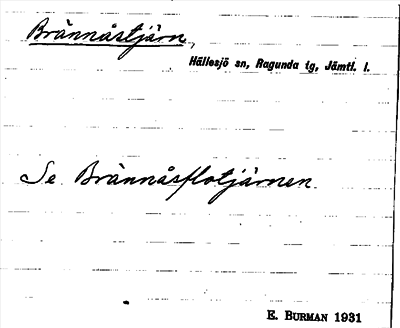 Brännåstjärn,
Hällesjö sn, Ragunda tg, Jämtl. l.
Se Brännåsflotjärnen
E. BURMAN 1931